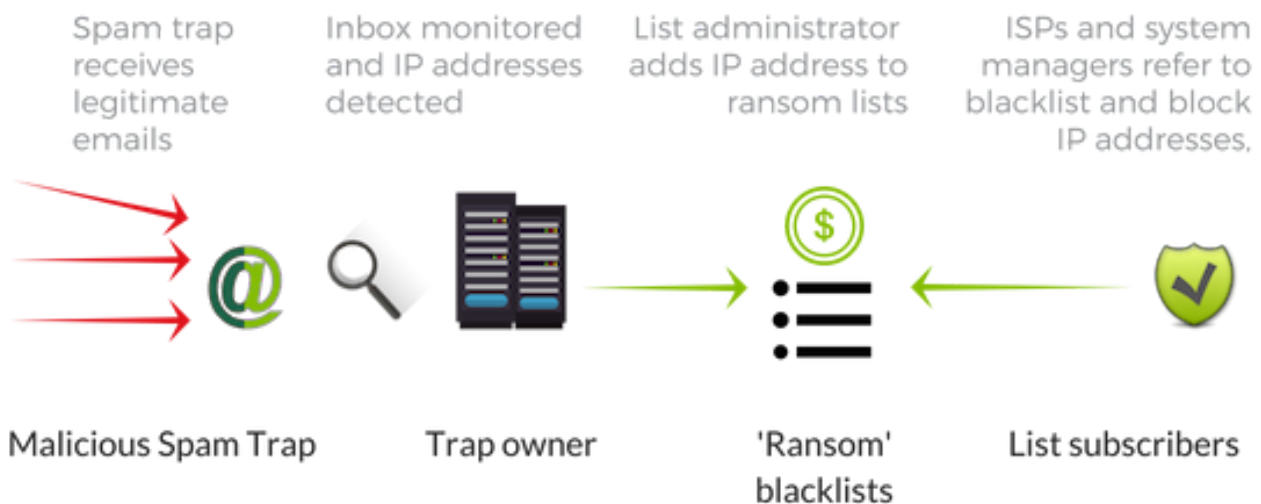 Spam trap
receives
legitimate
emails
Inbox monitored
and IP addresses
detected
List administrator
adds IP address to
ransom lists
ISPs and system
managers refer to
blacklist and block
IP addresses,
@
$
Malicious Spam Trap
Trap owner
'Ransom'
blacklists
List subscribers